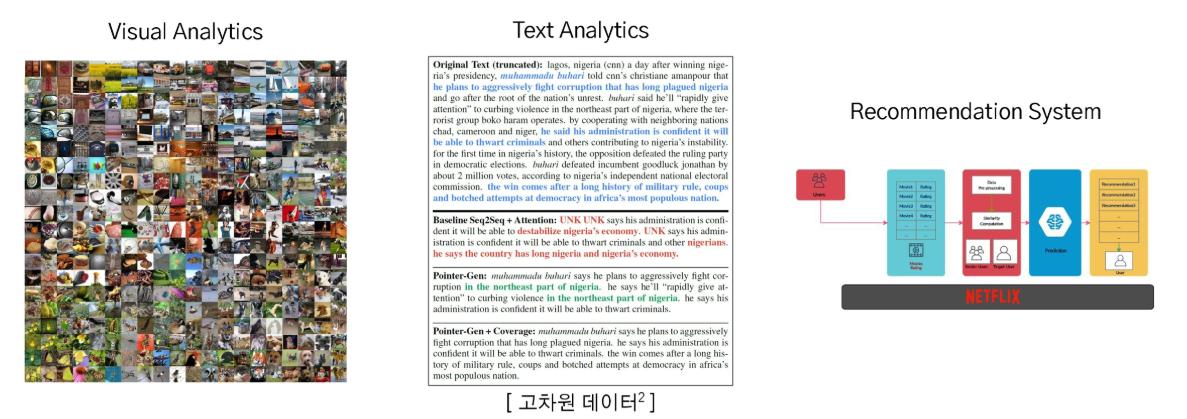 Visual Analytics
Text Analytics
Original Text (truncated): lagos, nigeria (cnn) a day after winning nige-
ria's presidency, muhammadu buhari told cnn's christiane amanpour that
he plans to aggressively fight corruption that has long plagued nigeria
and go after the root of the nation's unrest. buhari said he'll "rapidly give
attention" to curbing violence in the northeast part of nigeria, where the ter-
rorist group boko haram operates. by cooperating with neighboring nations
chad, cameroon and niger, he said his administration is confident it will
be able to thwart criminals and others contributing to nigeria's instability.
for the first time in nigeria's history, the opposition defeated the ruling party
in democratic elections. buhari defeated incumbent goodluck jonathan by
about 2 million votes, according to nigeria's independent national electoral
commission. the win comes after a long history of military rule, coups
and botched attempts at democracy in africa's most populous nation.
Baseline Seq2Seq + Attention: UNK UNK says his administration is confi-
dent it will be able to destabilize nigeria's economy. UNK says his admin-
istration is confident it will be able to thwart criminals and other nigerians.
he says the country has long nigeria and nigeria's economy.
Pointer-Gen: muhammadu buhari says he plans to aggressively fight cor-
ruption in the northeast part of nigeria. he says he'll "rapidly give at-
tention" to curbing violence in the northeast part of nigeria. he says his
administration is confident it will be able to thwart criminals.
Pointer-Gen + Coverage: muhammadu buhari says he plans to aggressively
fight corruption that has long plagued nigeria. he says his administration is
confident it will be able to thwart criminals. the win comes after a long his-
tory of military rule, coups and botched attempts at democracy in africa's
most populous nation.
[ 고차원 데이터2 ]
Recommendation System
Users
Movie1 Rating
Movie2 Rating
Movie3 Rating
Movie4 Rating
... ...
... ...
Movies
Rating
Data
Pre-processing
Similarity
Computation
Target User
Prediction
Recommendation1
Recommendation2
Recommendation3
...
...
User
NETFLIX